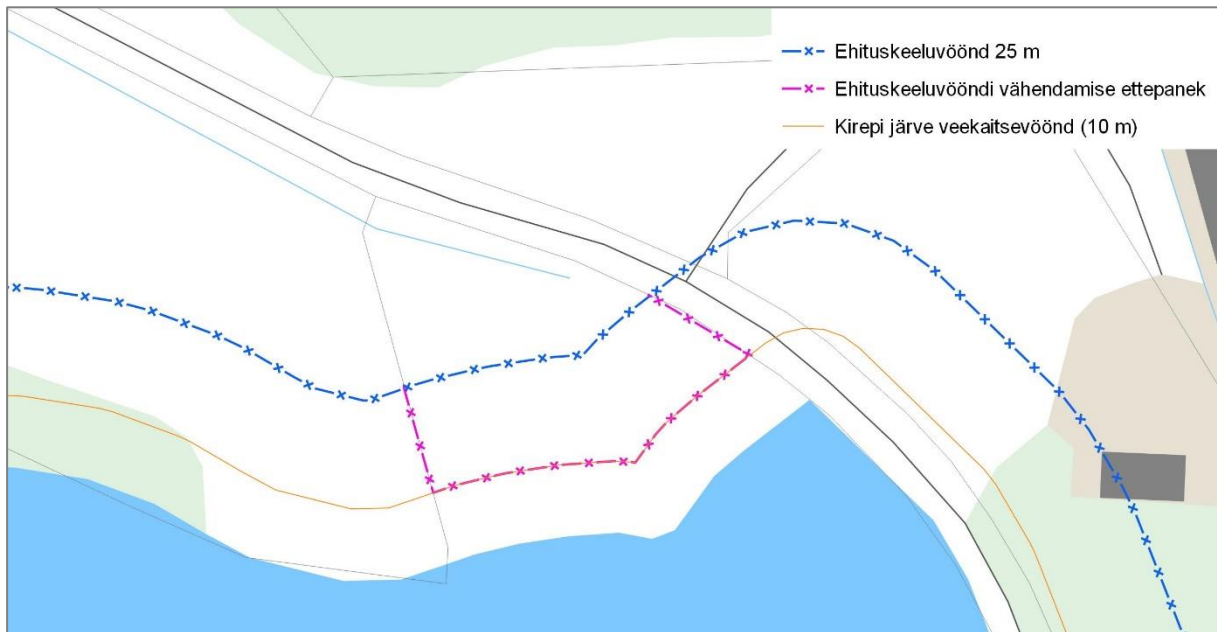 Ehituskeeluvöönd 25 m
Ehituskeeluvööndi vähendamise ettepanek
Kirepi järve veekaitsevöönd (10 m)